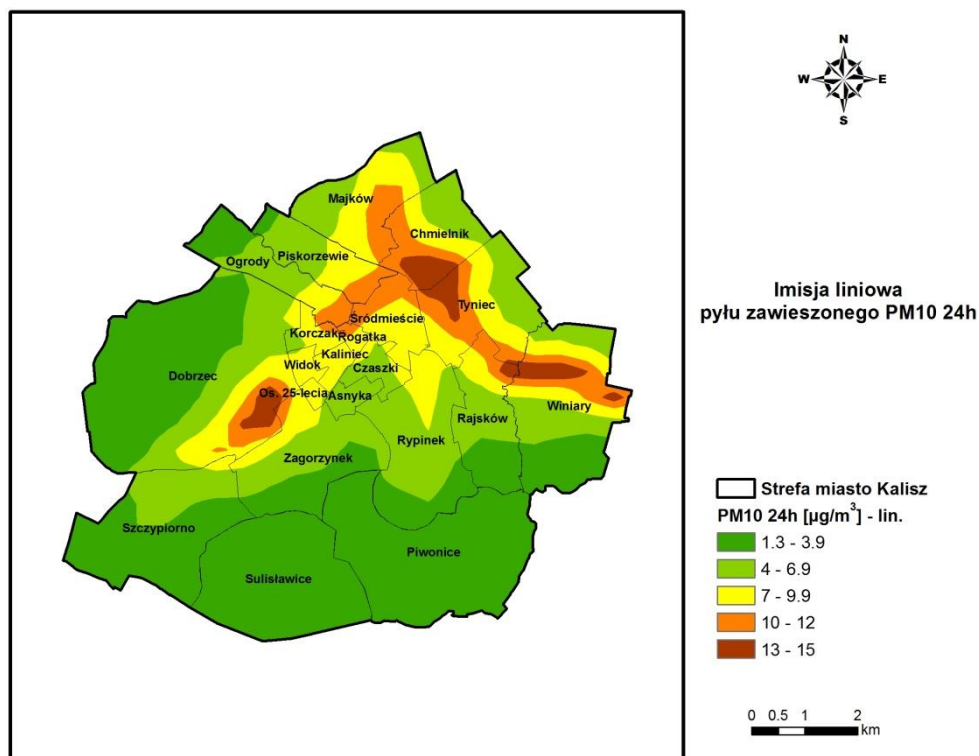 N
W E
S
Majków
Chmielnik
Ogrody
Piskorzewie
Tyniec
Śródmieście
Korczak
Rogatka
Kaliniec
Widok
Czaszki
Dobrzec
Oś. 25-lecia
Asnyka
Winiary
Rypinek
Rajsków
Zagorzynek
Szczypiorno
Piwonice
Sulisławice
Imisja liniowa
pyłu zawieszonego PM10 24h
Strefa miasto Kalisz
PM10 24h [µg/m³] - lin.
1.3 - 3.9
4 - 6.9
7 - 9.9
10 - 12
13 - 15
0 0.5 1 2
km